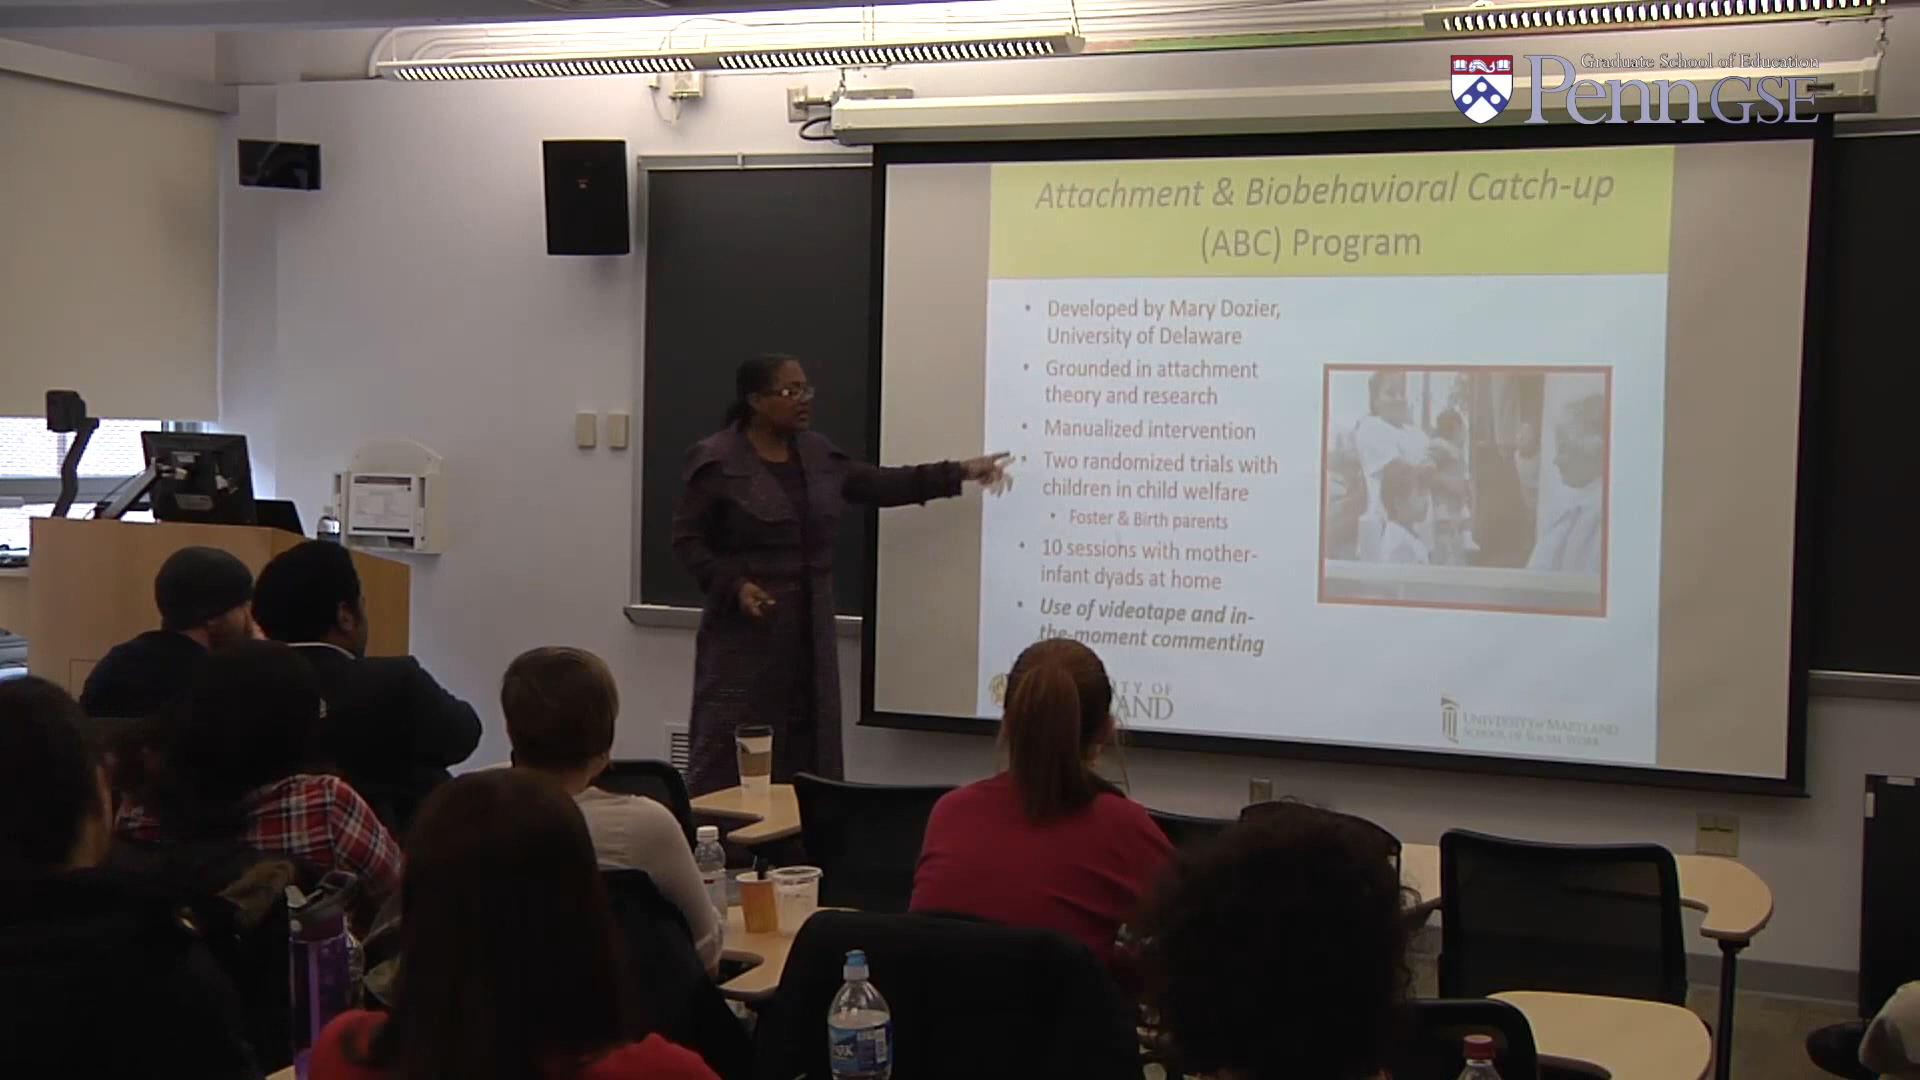 Graduate School of Education
Penn GSE
Attachment & Biobehavioral Catch-up
(ABC) Program
• Developed by Mary Dozier,
University of Delaware
• Grounded in attachment
theory and research
• Manualized intervention
• Two randomized trials with
children in child welfare
• Foster & Birth parents
• 10 sessions with mother-
infant dyads at home
• Use of videotape and in-
the-moment commenting
TY OF
AND
UNIVERSITY of MARYLAND
SCHOOL OF SOCIAL WORK